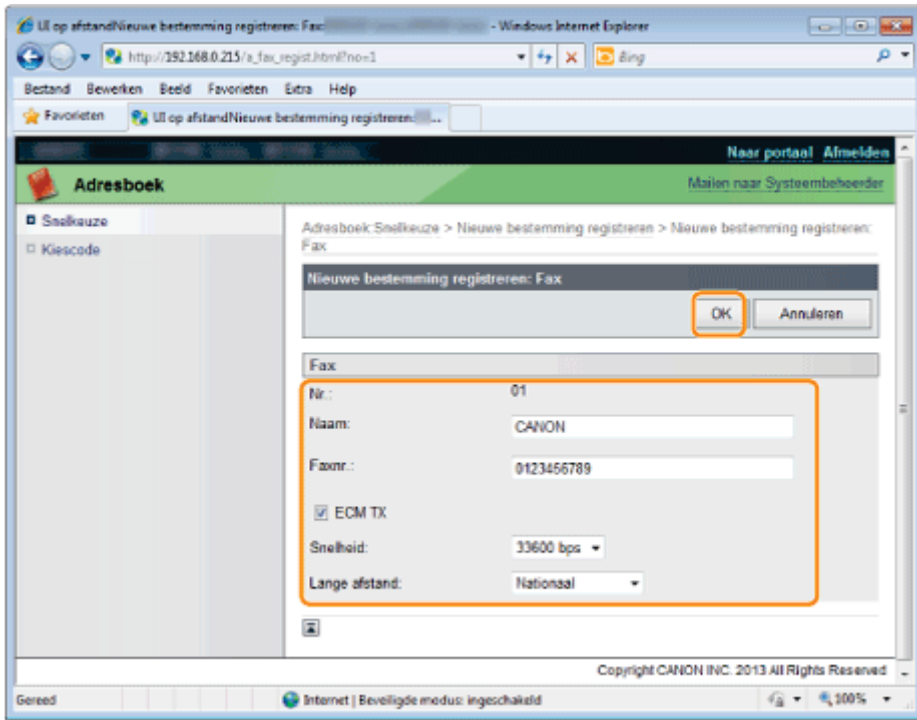 UI op afstandNieuwe bestemming registreren: Fax: - Windows Internet Explorer
http://192.168.0.215/a_fax_regist.html?no=1 Bing
Bestand Bewerken Beeld Favorieten Extra Help
Favorieten UI op afstandNieuwe bestemming registreren: ...
Naar portaal Afmelden
Adresboek Mailen naar Systeembeheerder
Snelkeuze
Kiescode
Adresboek:Snelkeuze > Nieuwe bestemming registreren > Nieuwe bestemming registreren:
Fax
Nieuwe bestemming registreren: Fax
OK Annuleren
Fax
Nr.: 01
Naam: CANON
Faxnr.: 0123456789
ECM TX
Snelheid: 33600 bps
Lange afstand: Nationaal
Copyright CANON INC. 2013 All Rights Reserved
Gereed Internet | Beveiligde modus: ingeschakeld 100%